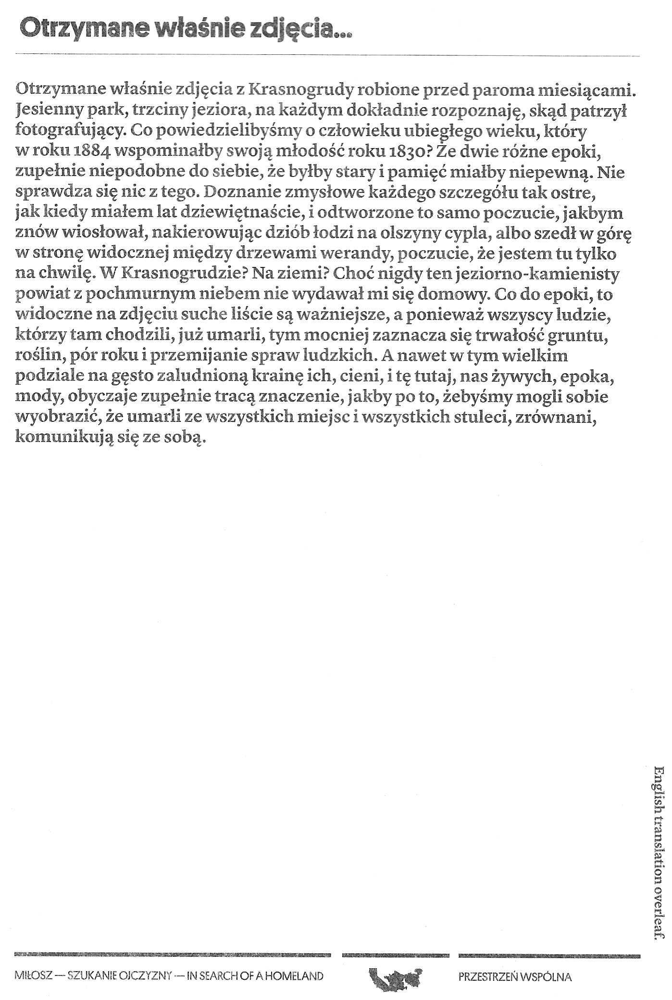 Otrzymane właśnie zdjęcia...
Otrzymane właśnie zdjęcia z Krasnogrudy robione przed paroma miesiącami.
Jesienny park, trzciny jeziora, na każdym dokładnie rozpoznaję, skąd patrzył
fotografujący. Co powiedzielibyśmy o człowieku ubiegłego wieku, który
w roku 1884 wspominałby swoją młodość roku 1830? Że dwie różne epoki,
zupełnie niepodobne do siebie, że byłby stary i pamięć miałby niepewną. Nie
sprawdza się nic z tego. Doznanie zmysłowe każdego szczegółu tak ostre,
jak kiedy miałem lat dziewiętnaście, i odtworzone to samo poczucie, jakbym
znów wiosłował, nakierowując dziób łodzi na olszyny cypla, albo szedł w górę
w stronę widocznej między drzewami werandy, poczucie, że jestem tu tylko
na chwilę. W Krasnogrudzie? Na ziemi? Choć nigdy ten jeziorno-kamienisty
powiat z pochmurnym niebem nie wydawał mi się domowy. Co do epoki, to
widoczne na zdjęciu suche liście są ważniejsze, a ponieważ wszyscy ludzie,
którzy tam chodzili, już umarli, tym mocniej zaznacza się trwałość gruntu,
roślin, pór roku i przemijanie spraw ludzkich. A nawet w tym wielkim
podziale na gęsto zaludnioną krainę ich, cieni, i tę tutaj, nas żywych, epoka,
mody, obyczaje zupełnie tracą znaczenie, jakby po to, żebyśmy mogli sobie
wyobrazić, że umarli ze wszystkich miejsc i wszystkich stuleci, zrównani,
komunikują się ze sobą.
English translation overleaf.
MIŁOSZ — SZUKANIE OJCZYZNY — IN SEARCH OF A HOMELAND
PRZESTRZEŃ WSPÓLNA